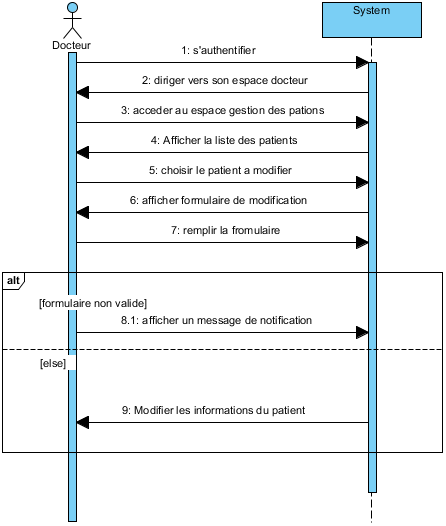 System
Docteur
1: s'authentifier
2: diriger vers son espace docteur
3: acceder au espace gestion des pations
4: Afficher la liste des patients
5: choisir le patient a modifier
6: afficher formulaire de modification
7: remplir la fromulaire
alt
[formulaire non valide]
8.1: afficher un message de notification
[else]
9: Modifier les informations du patient